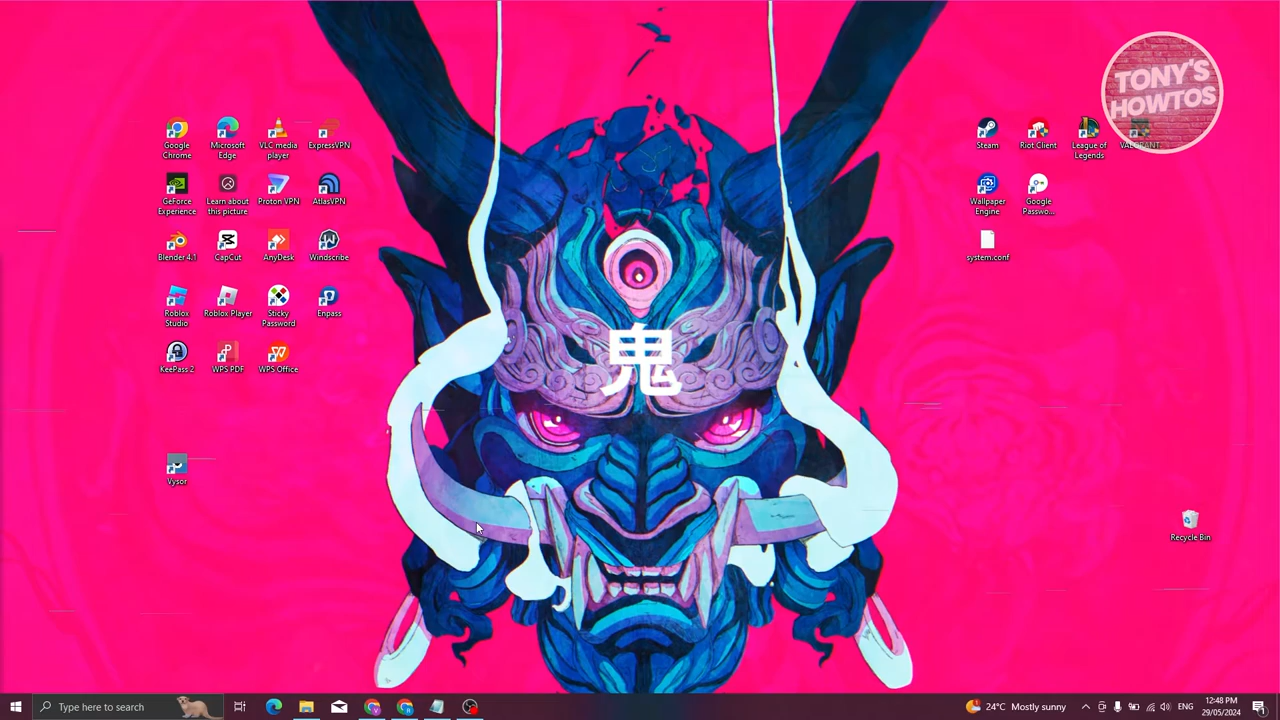 TONY'S
HOWTOS
Google
Chrome
Microsoft
Edge
VLC media
player
ExpressVPN
Steam
Riot Client
League of
Legends
GeForce
Experience
Learn about
this picture
Proton VPN
AtlasVPN
Wallpaper
Engine
Google
Passwo...
Blender 4.1
CapCut
AnyDesk
Windscribe
system.conf
Roblox
Studio
Roblox Player
Sticky
Password
Enpass
鬼
KeePass 2
WPS PDF
WPS Office
Vysor
Recycle Bin
Type here to search
24°C Mostly sunny
ENG
12:48 PM
29/05/2024